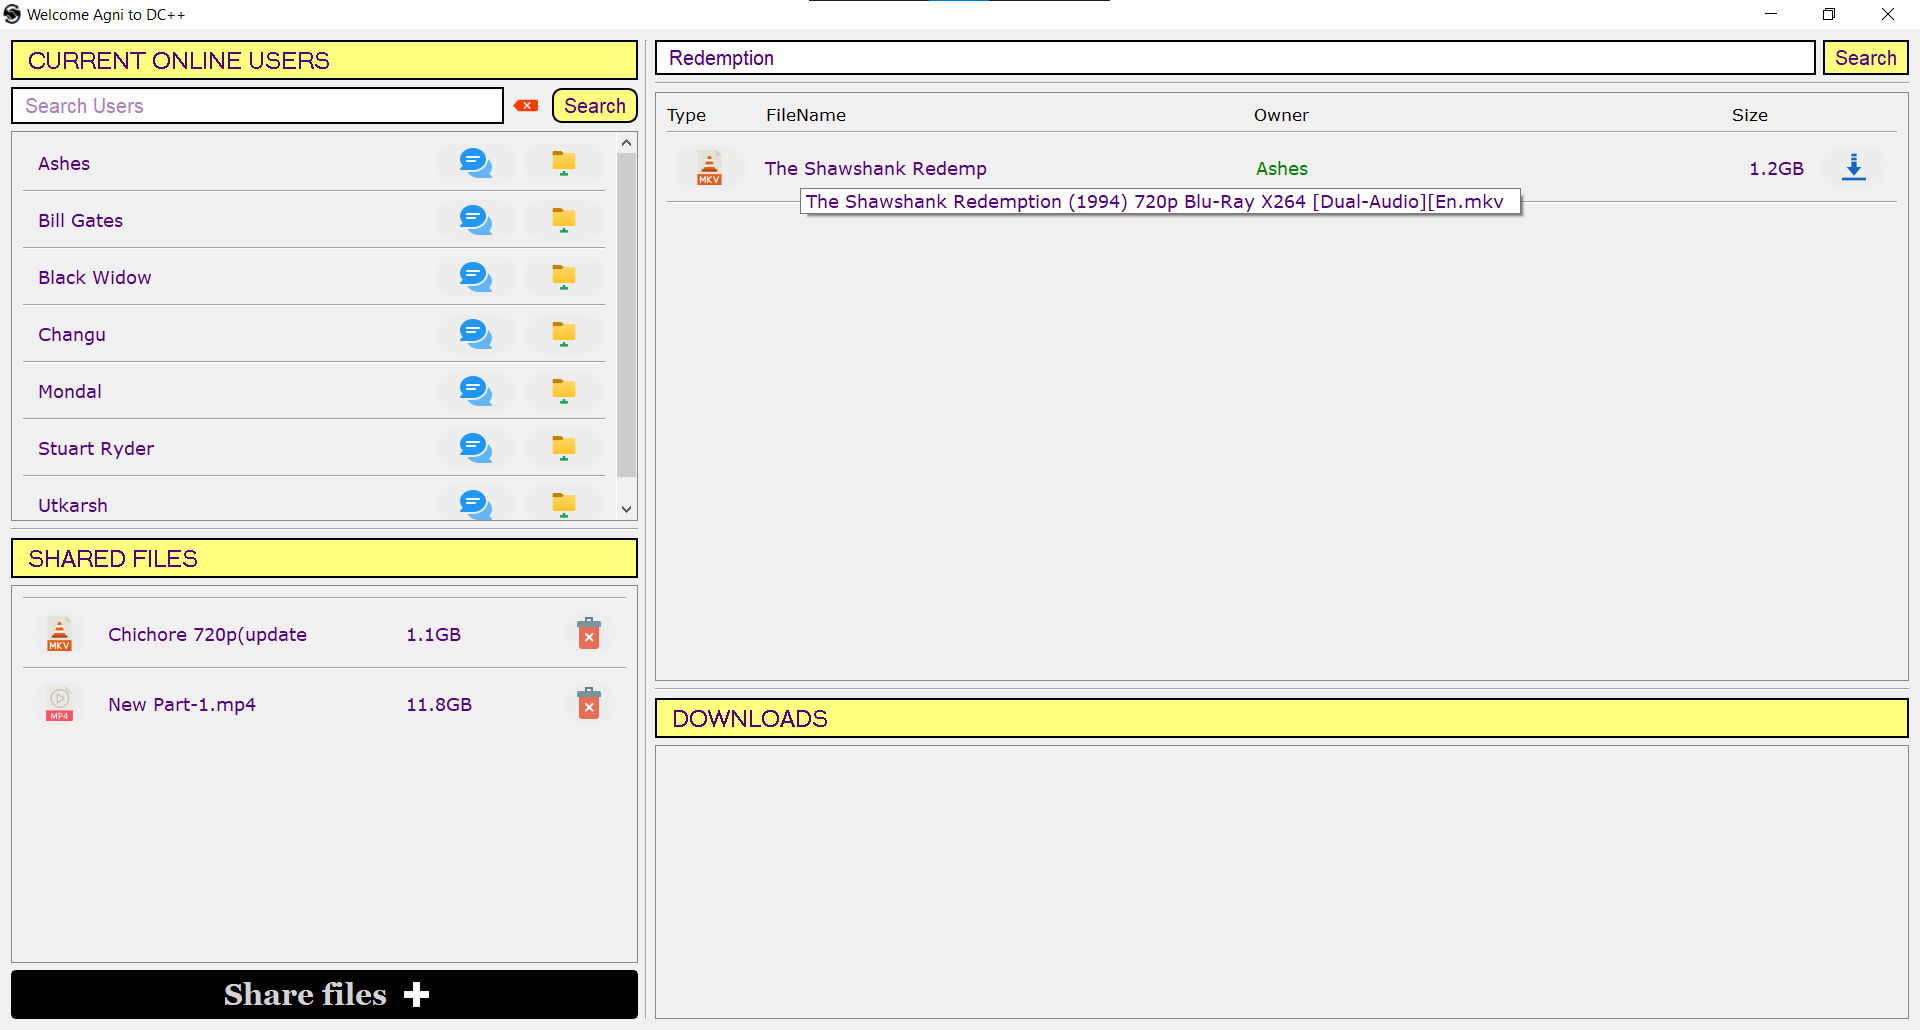 Welcome Agni to DC++
CURRENT ONLINE USERS
Search Users
Search
Ashes
Bill Gates
Black Widow
Changu
Mondal
Stuart Ryder
Utkarsh
SHARED FILES
MKV
Chichore 720p(update
1.1GB
MP4
New Part-1.mp4
11.8GB
Share files
Redemption
Search
Type FileName Owner Size
MKV
The Shawshank Redemp
Ashes
1.2GB
The Shawshank Redemption (1994) 720p Blu-Ray X264 [Dual-Audio][En.mkv
DOWNLOADS